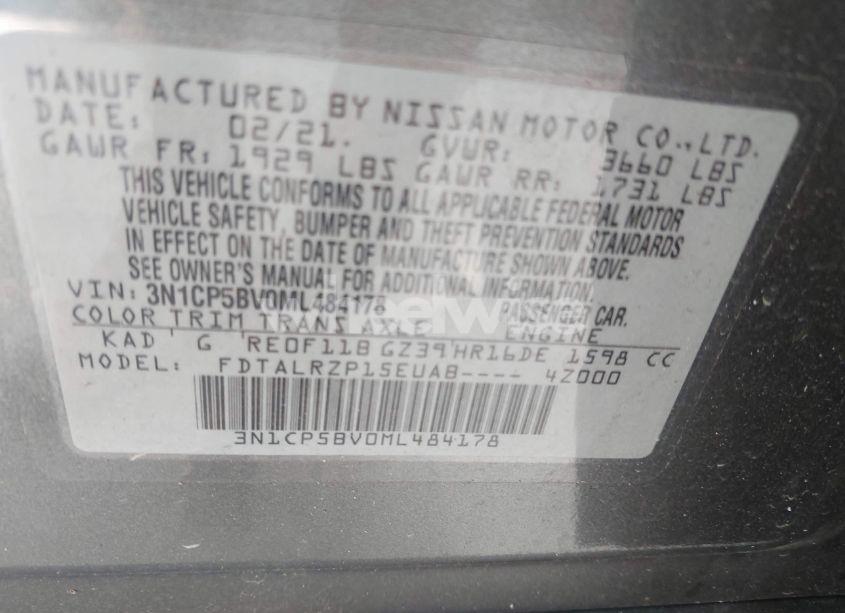 MANUFACTURED BY NISSAN MOTOR CO.,LTD.
DATE: 02/21. GVWR: 3660 LBS
GAWR FR: 1929 LBS GAWR RR: 1731 LBS
THIS VEHICLE CONFORMS TO ALL APPLICABLE FEDERAL MOTOR
VEHICLE SAFETY, BUMPER AND THEFT PREVENTION STANDARDS
IN EFFECT ON THE DATE OF MANUFACTURE SHOWN ABOVE.
SEE OWNER'S MANUAL FOR ADDITIONAL INFORMATION.
VIN: 3N1CP5BV0ML484178 PASSENGER CAR.
COLOR TRIM TRANS AXLE ENGINE
KAD G RE0F11B GZ39 HR16DE 1598 CC
MODEL: FDTALRZP15EUAB---- 4Z000
3N1CP5BV0ML484178